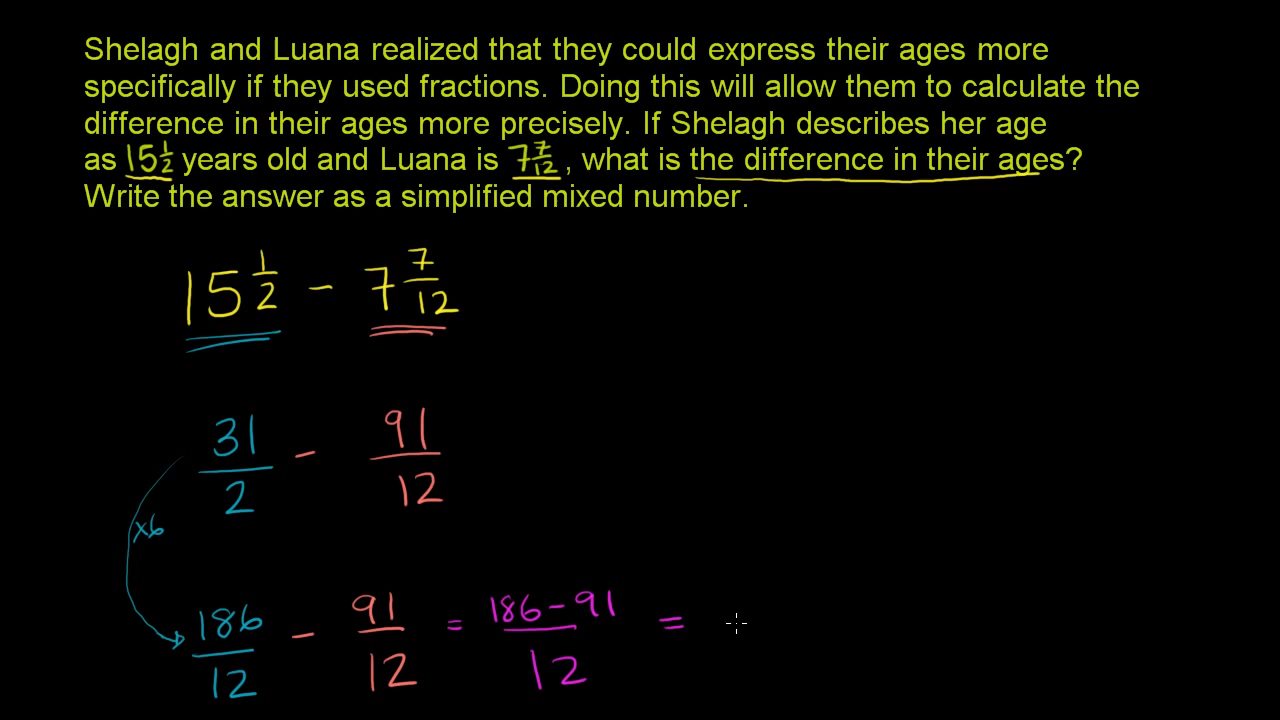 Shelagh and Luana realized that they could express their ages more
specifically if they used fractions. Doing this will allow them to calculate the
difference in their ages more precisely. If Shelagh describes her age
as 15 1/2 years old and Luana is 7 7/12, what is the difference in their ages?
Write the answer as a simplified mixed number.
15 1/2 - 7 7/12
31/2 - 91/12
×6
186/12 - 91/12 = 186-91/12 =